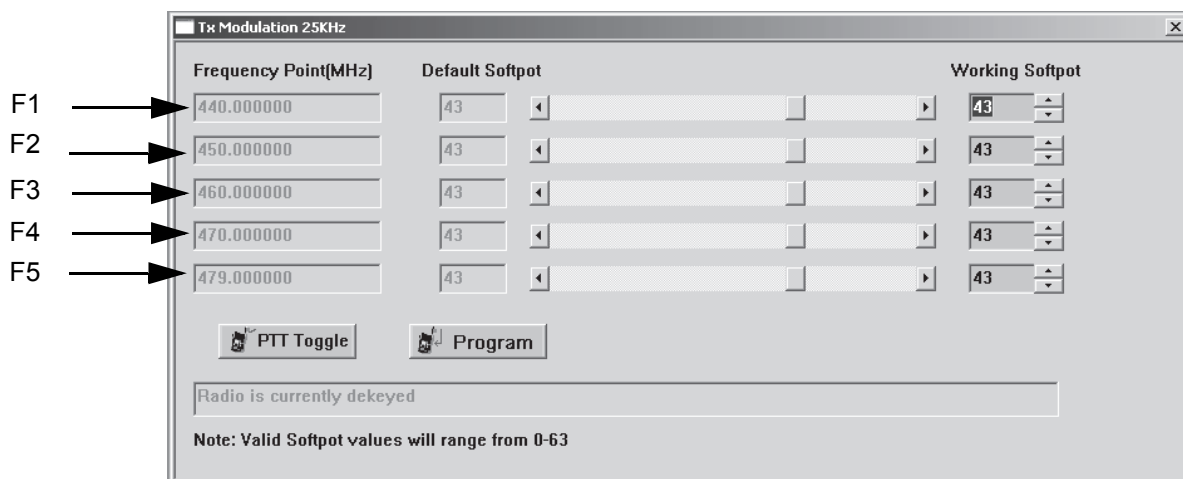 Tx Modulation 25KHz
Frequency Point(MHz) Default Softpot Working Softpot
F1 440.000000 43 43
F2 450.000000 43 43
F3 460.000000 43 43
F4 470.000000 43 43
F5 479.000000 43 43
PTT Toggle Program
Radio is currently dekeyed
Note: Valid Softpot values will range from 0-63